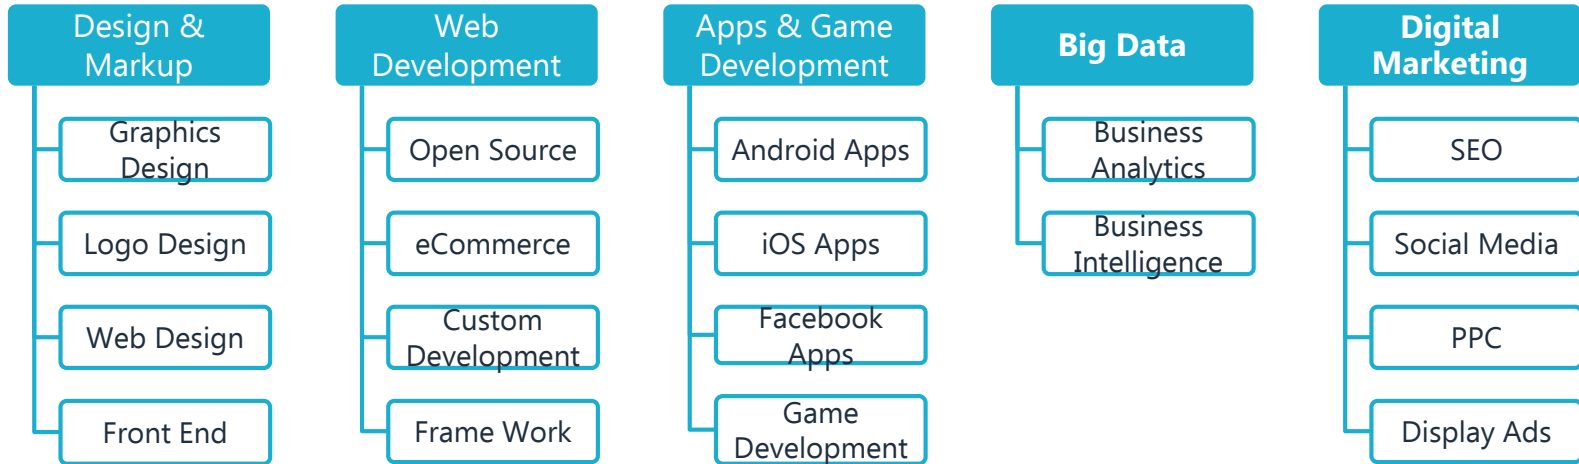 Design &
Markup
Graphics
Design
Logo Design
Web Design
Front End
Web
Development
Open Source
eCommerce
Custom
Development
Frame Work
Apps & Game
Development
Android Apps
iOS Apps
Facebook
Apps
Game
Development
Big Data
Business
Analytics
Business
Intelligence
Digital
Marketing
SEO
Social Media
PPC
Display Ads